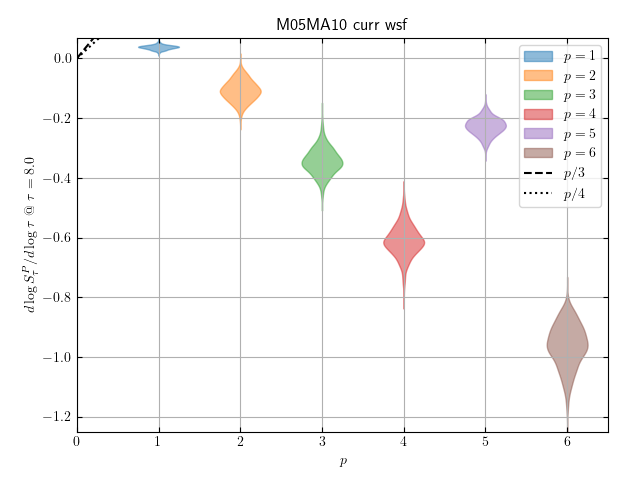 M05MA10 curr wsf
d log S_τ^P / d log τ @ τ = 8.0
0.0
−0.2
−0.4
−0.6
−0.8
−1.0
−1.2
p = 1
p = 2
p = 3
p = 4
p = 5
p = 6
p/3
p/4
0 1 2 3 4 5 6
p